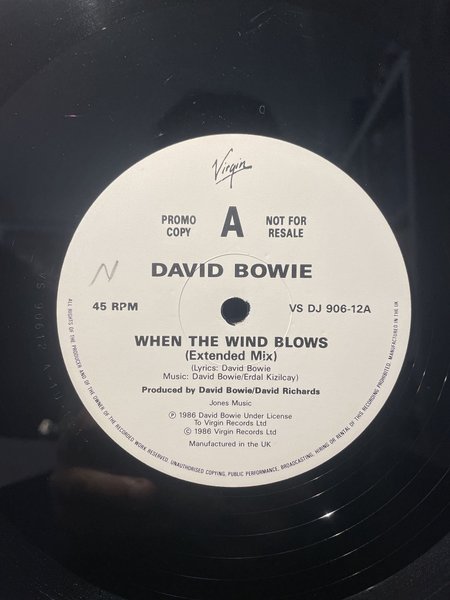 Virgin
PROMO COPY
A
NOT FOR RESALE
N
DAVID BOWIE
45 RPM
VS DJ 906-12A
WHEN THE WIND BLOWS
(Extended Mix)
(Lyrics: David Bowie)
Music: David Bowie/Erdal Kizilcay)
Produced by David Bowie/David Richards
Jones Music
℗ 1986 David Bowie Under License
To Virgin Records Ltd
© 1986 Virgin Records Ltd
Manufactured in the UK
ALL RIGHTS OF THE PRODUCER AND OF THE OWNER OF THE RECORDED WORK RESERVED. UNAUTHORISED COPYING, PUBLIC PERFORMANCE, BROADCASTING, HIRING OR RENTAL OF THIS RECORDING PROHIBITED. MANUFACTURED IN THE UK